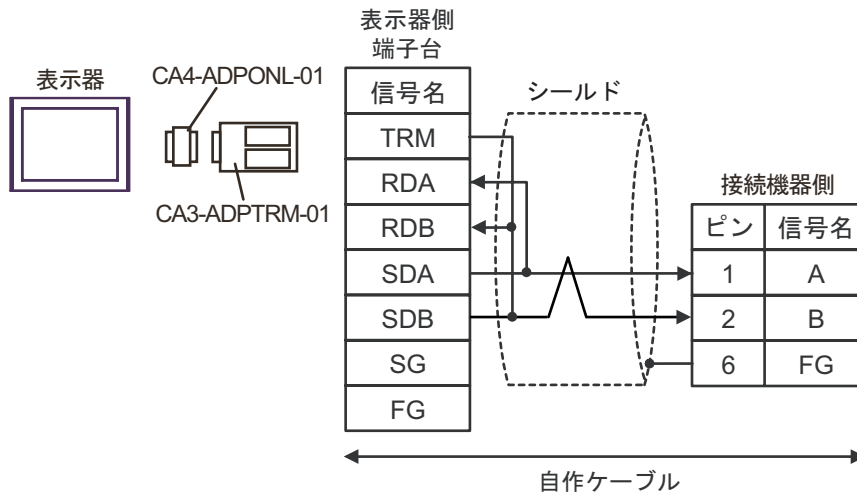 表示器
CA4-ADPONL-01
CA3-ADPTRM-01
表示器側
端子台
信号名
TRM
RDA
RDB
SDA
SDB
SG
FG
シールド
接続機器側
ピン 信号名
1 A
2 B
6 FG
自作ケーブル